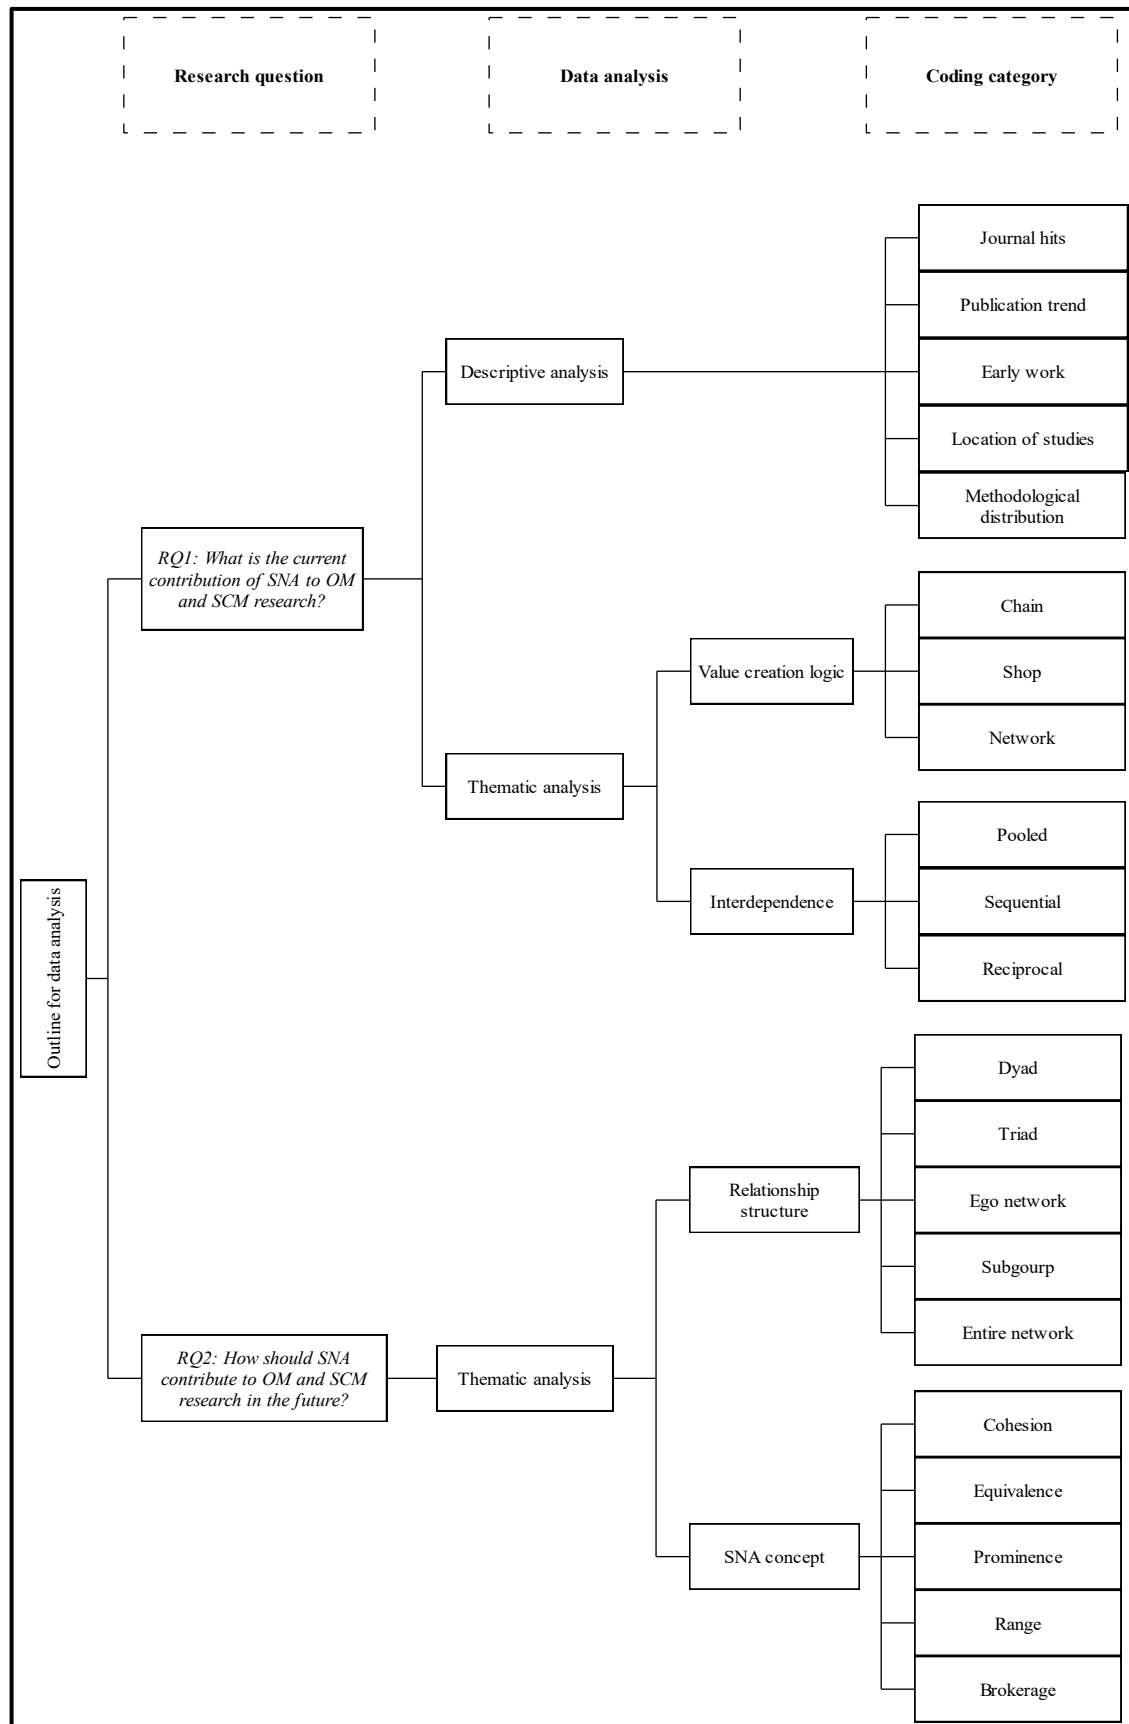 Research question
Data analysis
Coding category
Journal hits
Publication trend
Descriptive analysis
Early work
Location of studies
Methodological
distribution
RQ1: What is the current
contribution of SNA to OM
and SCM research?
Chain
Value creation logic
Shop
Network
Thematic analysis
Pooled
Interdependence
Sequential
Reciprocal
Outline for data analysis
Dyad
Triad
Relationship
structure
Ego network
Subgourp
Entire network
RQ2: How should SNA
contribute to OM and SCM
research in the future?
Thematic analysis
Cohesion
Equivalence
SNA concept
Prominence
Range
Brokerage